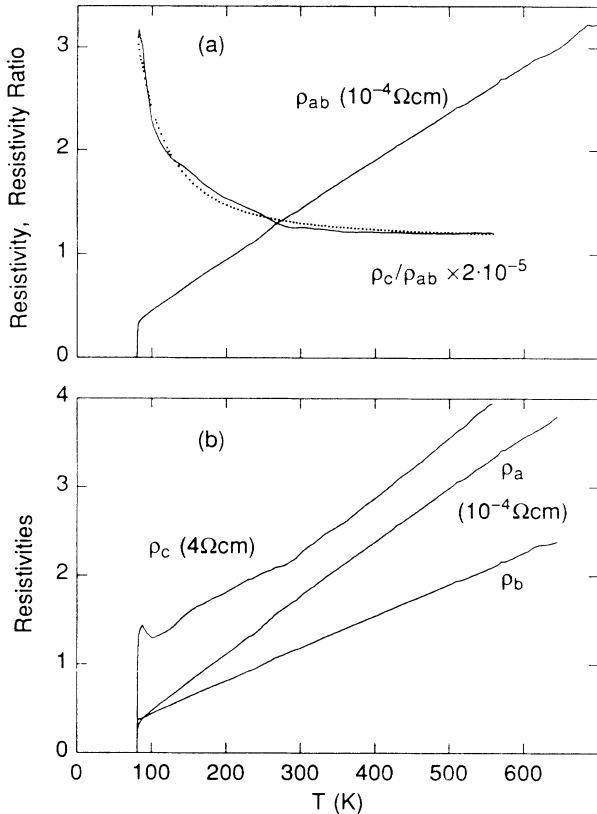 3
2
1
0
(a)
ρab (10⁻⁴Ωcm)
ρc/ρab ×2·10⁻⁵
Resistivity, Resistivity Ratio
4
3
2
1
0
(b)
ρc (4Ωcm)
ρa
(10⁻⁴Ωcm)
ρb
Resistivities
0 100 200 300 400 500 600
T (K)